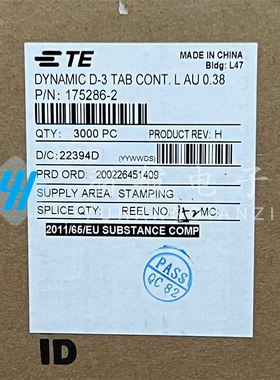 TE
MADE IN CHINA
Bldg: L47
DYNAMIC D-3 TAB CONT. L AU 0.38
P/N: 175286-2
QTY: 3000 PC
PRODUCT REV: H
D/C: 22394D (YYWWDS)
PRD ORD: 200226451409
SUPPLY AREA: STAMPING
SPLICE QTY: REEL NO. 152 MC:
2011/65/EU SUBSTANCE COMP
PASS
QC 82
ID